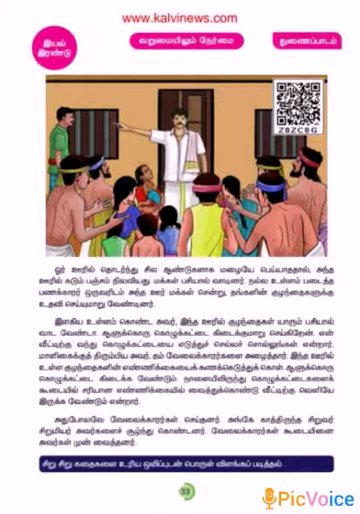 www.kalvinews.com
இயல்
இரண்டு
வறுமையிலும் நேர்மை
துணைப்பாடம்
Z8Z6BG
ஓர் ஊரில் தொடர்ந்து சில ஆண்டுகளாக மழையே பெய்யாததால், அந்த
ஊரில் கடும் பஞ்சம் நிலவியது. மக்கள் பசியால் வாடினர். நல்ல உள்ளம் படைத்த
பணக்காரர் ஒருவரிடம் அந்த ஊர் மக்கள் சென்று, தங்களின் குழந்தைகளுக்கு
உதவி செய்யுமாறு வேண்டினர்.
இளகிய உள்ளம் கொண்ட அவர், இந்த ஊரில் குழந்தைகள் யாரும் பசியால்
வாட வேண்டா. ஆளுக்கொரு கொழுக்கட்டை கிடைக்குமாறு செய்கிறேன். என்
வீட்டிற்கு வந்து கொழுக்கட்டையை எடுத்துச் செல்லச் சொல்லுங்கள் என்றார்.
மாளிகைக்குத் திரும்பிய அவர், தம் வேலைக்காரர்களை அழைத்தார். இந்த ஊரில்
உள்ள குழந்தைகளின் எண்ணிக்கையைக் கணக்கெடுத்துக் கொள். ஆளுக்கொரு
கொழுக்கட்டை கிடைக்க வேண்டும். நாளையிலிருந்து கொழுக்கட்டைகளைக்
கூடையில் சரியான எண்ணிக்கையில் வைத்துக்கொண்டு வீட்டிற்கு வெளியே
இருக்க வேண்டும் என்றார்.
அதுபோலவே வேலைக்காரர்கள் செய்தனர். அங்கே காத்திருந்த சிறுவர்
சிறுமியர் அவர்களைச் சூழ்ந்து கொண்டனர். வேலைக்காரர்கள் கூடையினை
அவர்கள் முன் வைத்தனர்.
சிறு சிறு கதைகளை உரிய ஒலிப்புடன் பொருள் விளங்கப் படித்தல்.
33
PicVoice